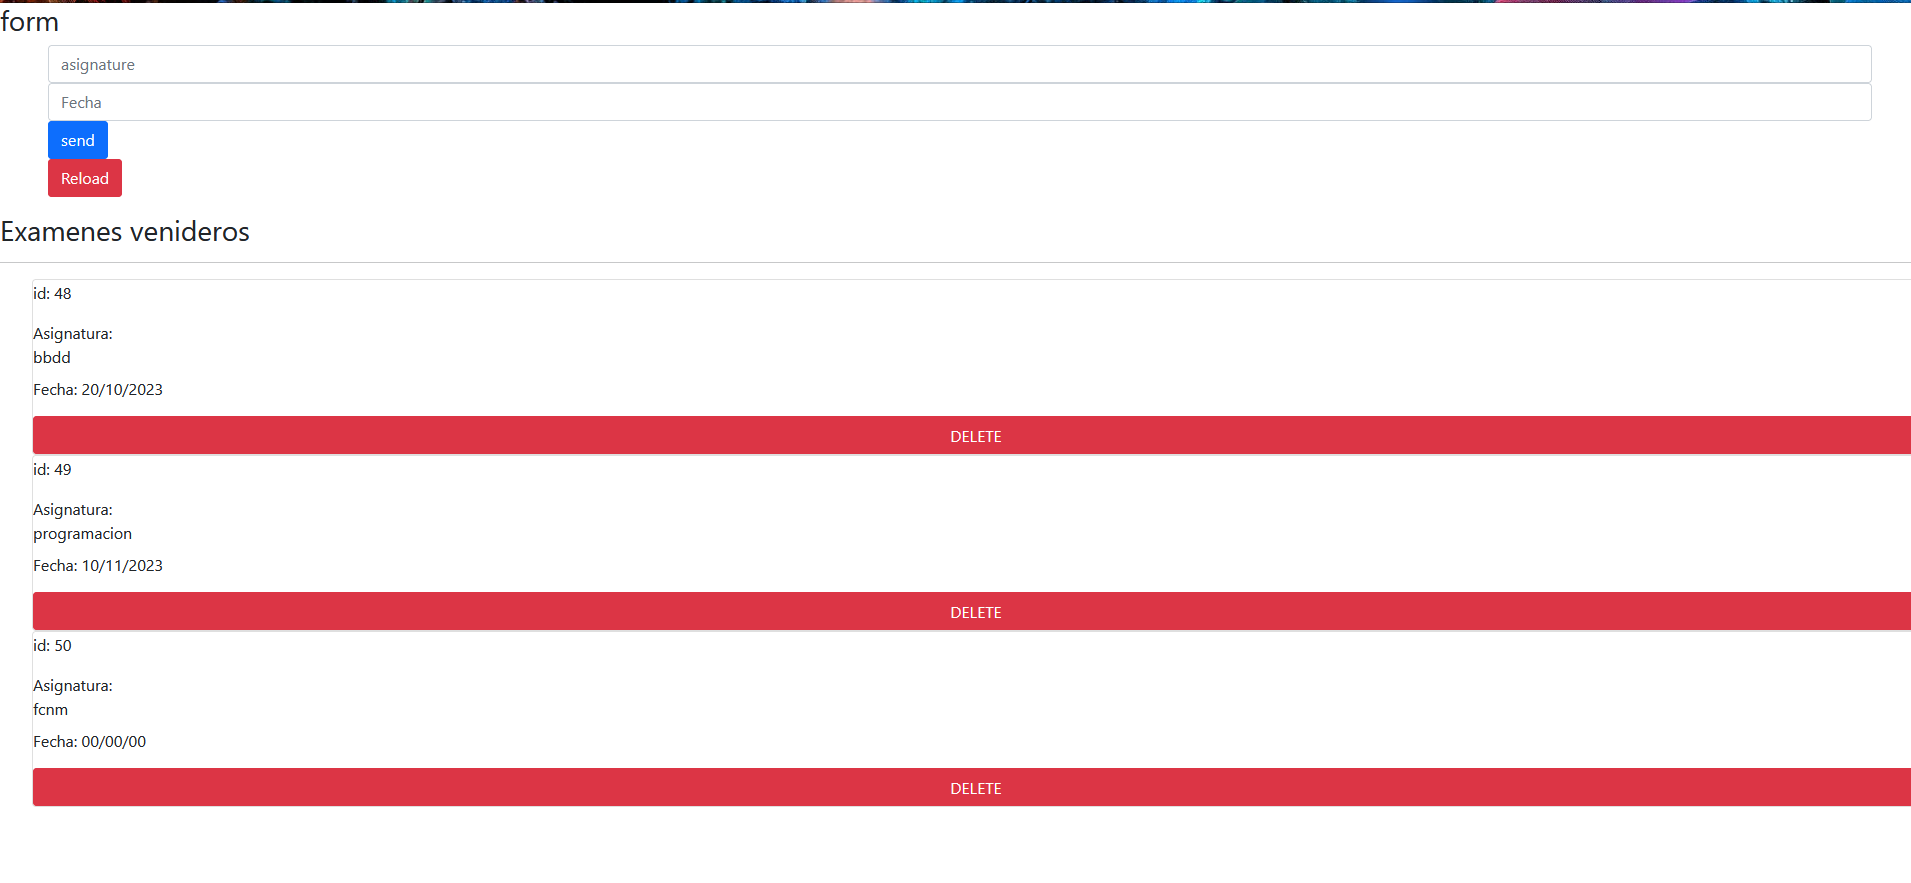 form
asignature
Fecha
send
Reload
Examenes venideros
id: 48
Asignatura:
bbdd
Fecha: 20/10/2023
DELETE
id: 49
Asignatura:
programacion
Fecha: 10/11/2023
DELETE
id: 50
Asignatura:
fcnm
Fecha: 00/00/00
DELETE